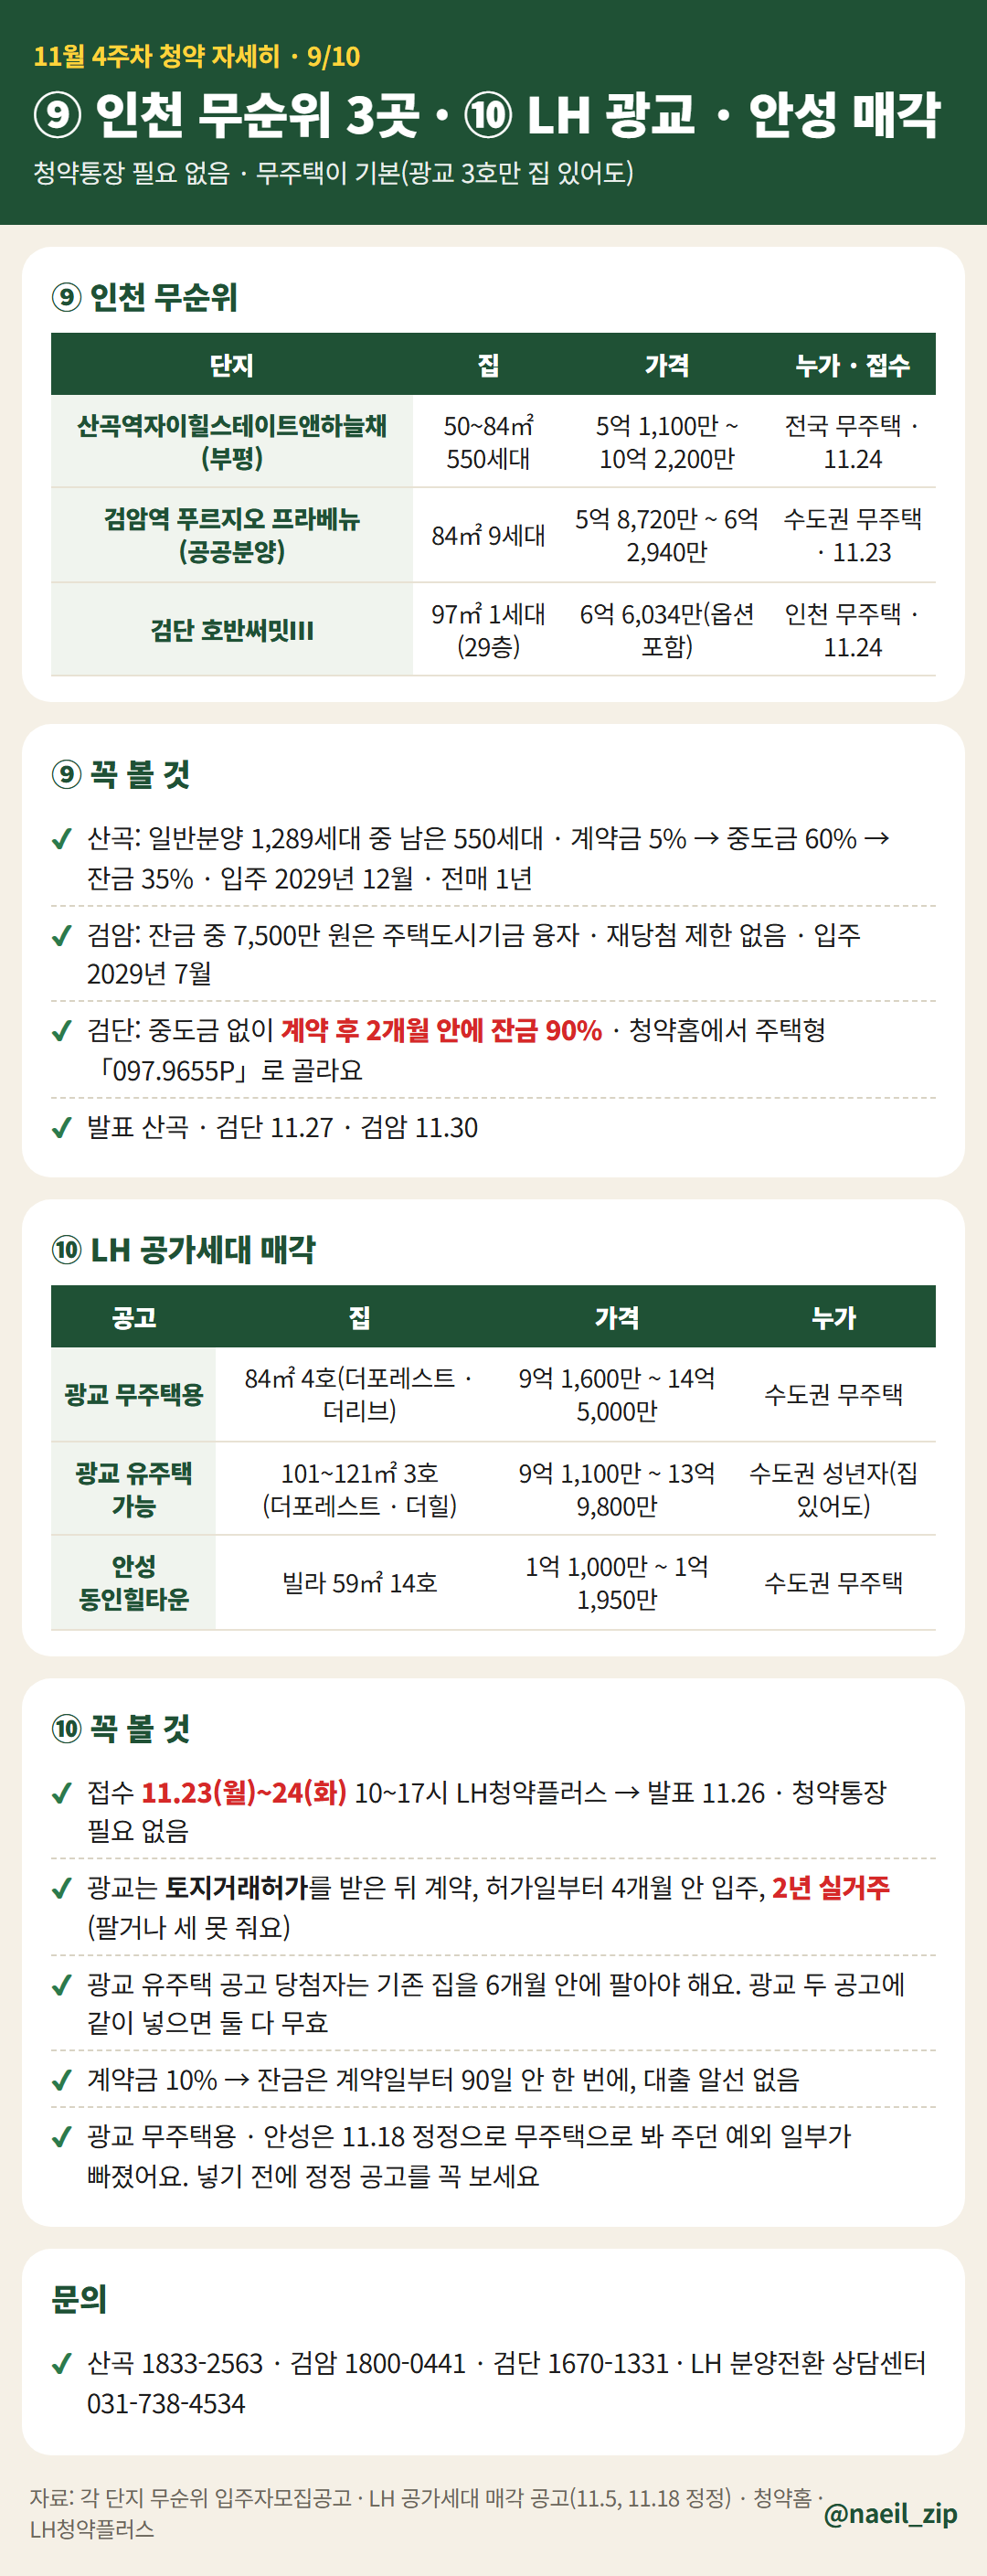 11월 4주차 청약 자세히 · 9/10
⑨ 인천 무순위 3곳 · ⑩ LH 광교 · 안성 매각
청약통장 필요 없음 · 무주택이 기본(광교 3호만 집 있어도)
⑨ 인천 무순위
단지 집 가격 누가 · 접수
산곡역자이힐스테이트앤하늘채 50~84㎡ 5억 1,100만 ~ 전국 무주택 ·
(부평) 550세대 10억 2,200만 11.24
검암역 푸르지오 프라베뉴 84㎡ 9세대 5억 8,720만 ~ 6억 수도권 무주택
(공공분양) 2,940만 · 11.23
검단 호반써밋III 97㎡ 1세대 6억 6,034만(옵션 인천 무주택 ·
(29층) 포함) 11.24
⑨ 꼭 볼 것
✔ 산곡: 일반분양 1,289세대 중 남은 550세대 · 계약금 5% → 중도금 60% →
잔금 35% · 입주 2029년 12월 · 전매 1년
✔ 검암: 잔금 중 7,500만 원은 주택도시기금 융자 · 재당첨 제한 없음 · 입주
2029년 7월
✔ 검단: 중도금 없이 계약 후 2개월 안에 잔금 90% · 청약홈에서 주택형
「097.9655P」로 골라요
✔ 발표 산곡 · 검단 11.27 · 검암 11.30
⑩ LH 공가세대 매각
공고 집 가격 누가
광교 무주택용 84㎡ 4호(더포레스트 · 9억 1,600만 ~ 14억 수도권 무주택
더리브) 5,000만
광교 유주택 101~121㎡ 3호 9억 1,100만 ~ 13억 수도권 성년자(집
가능 (더포레스트 · 더힐) 9,800만 있어도)
안성 빌라 59㎡ 14호 1억 1,000만 ~ 1억 수도권 무주택
동인힐타운 1,950만
⑩ 꼭 볼 것
✔ 접수 11.23(월)~24(화) 10~17시 LH청약플러스 → 발표 11.26 · 청약통장
필요 없음
✔ 광교는 토지거래허가를 받은 뒤 계약, 허가일부터 4개월 안 입주, 2년 실거주
(팔거나 세 못 줘요)
✔ 광교 유주택 공고 당첨자는 기존 집을 6개월 안에 팔아야 해요. 광교 두 공고에
같이 넣으면 둘 다 무효
✔ 계약금 10% → 잔금은 계약일부터 90일 안 한 번에, 대출 알선 없음
✔ 광교 무주택용 · 안성은 11.18 정정으로 무주택으로 봐 주던 예외 일부가
빠졌어요. 넣기 전에 정정 공고를 꼭 보세요
문의
✔ 산곡 1833-2563 · 검암 1800-0441 · 검단 1670-1331 · LH 분양전환 상담센터
031-738-4534
자료: 각 단지 무순위 입주자모집공고 · LH 공가세대 매각 공고(11.5, 11.18 정정) · 청약홈 ·
LH청약플러스
@naeil_zip